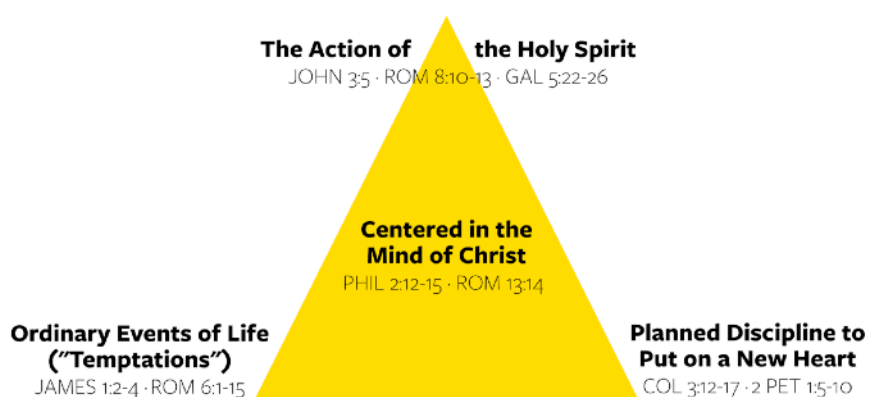 The Action of the Holy Spirit
JOHN 3:5 · ROM 8:10-13 · GAL 5:22-26
Centered in the
Mind of Christ
PHIL 2:12-15 · ROM 13:14
Ordinary Events of Life
("Temptations")
JAMES 1:2-4 · ROM 6:1-15
Planned Discipline to
Put on a New Heart
COL 3:12-17 · 2 PET 1:5-10